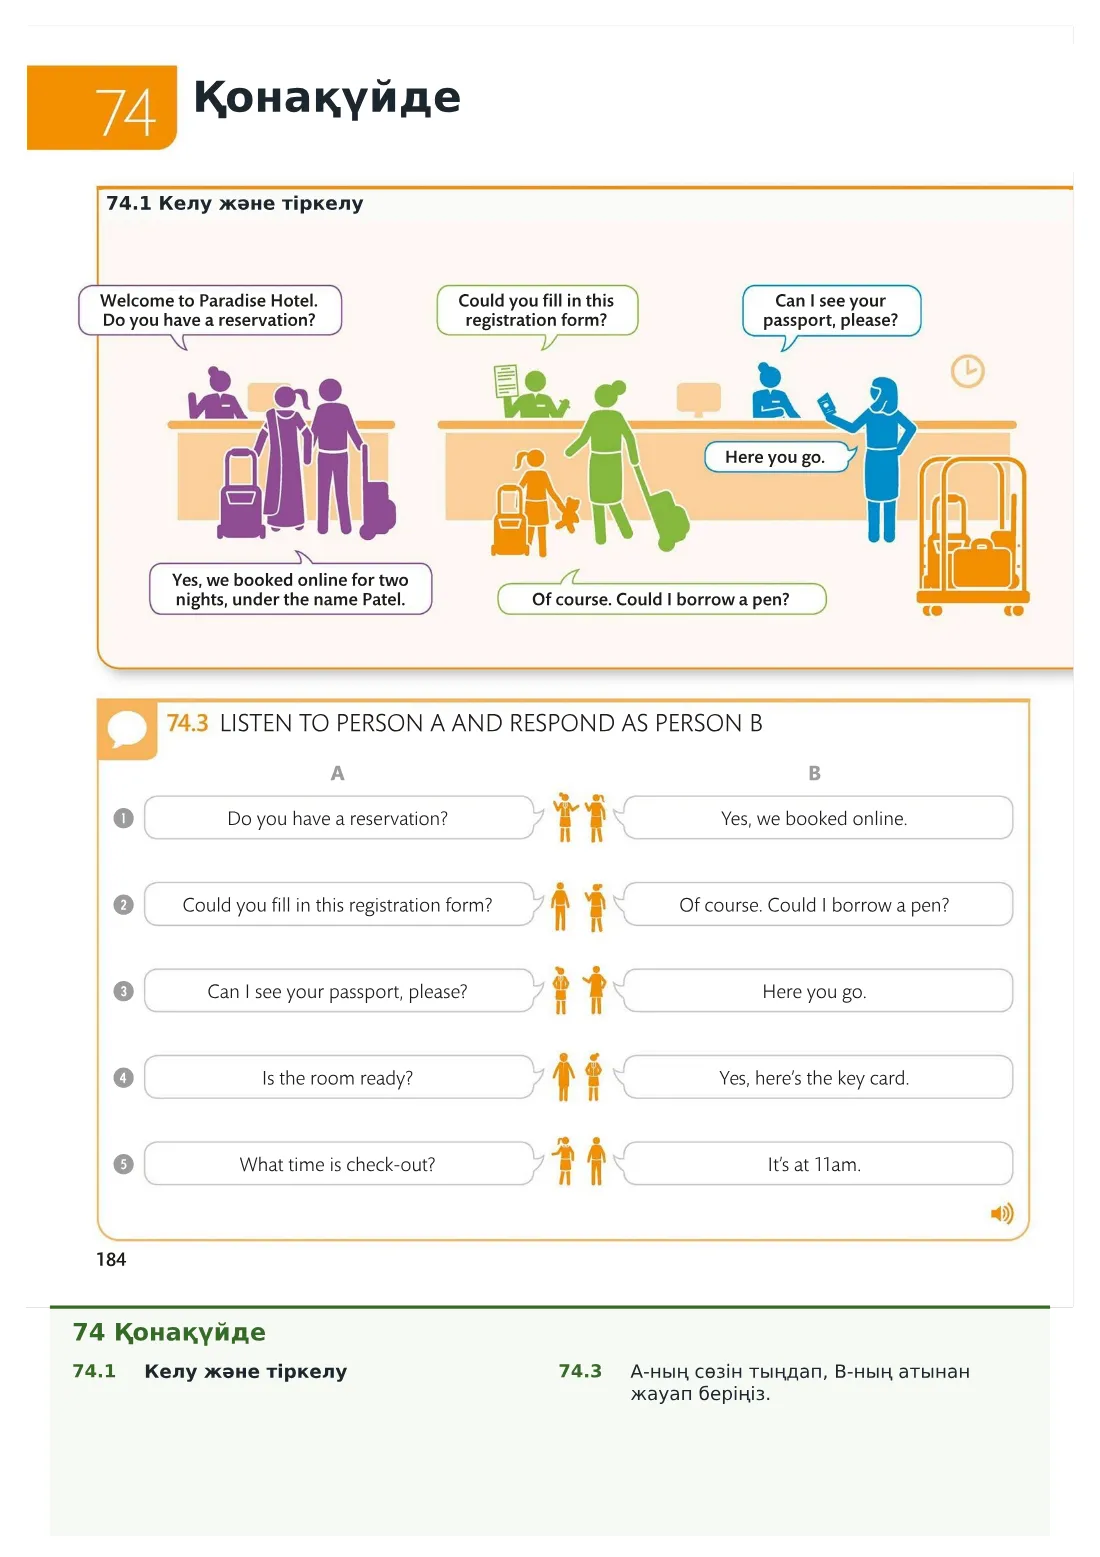 74
Қонақүйде
74.1 Келу және тіркелу
Welcome to Paradise Hotel.
Do you have a reservation?
Could you fill in this
registration form?
Can I see your
passport, please?
Here you go.
Yes, we booked online for two
nights, under the name Patel.
Of course. Could I borrow a pen?
74.3 LISTEN TO PERSON A AND RESPOND AS PERSON B
A
B
1 Do you have a reservation?
Yes, we booked online.
2 Could you fill in this registration form?
Of course. Could I borrow a pen?
3 Can I see your passport, please?
Here you go.
4 Is the room ready?
Yes, here’s the key card.
5 What time is check-out?
It’s at 11am.
184
74 Қонақүйде
74.1 Келу және тіркелу
74.3 А-ның сөзін тыңдап, В-ның атынан
жауап беріңіз.